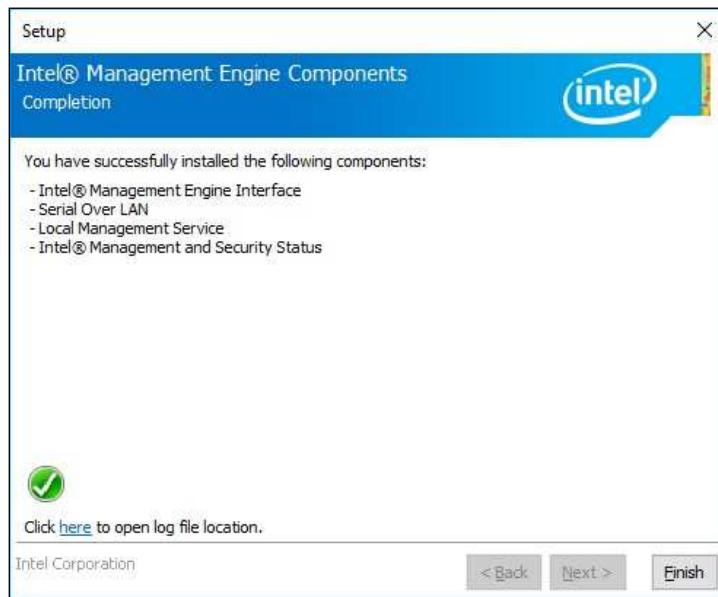 Setup
Intel® Management Engine Components
Completion
intel
You have successfully installed the following components:
- Intel® Management Engine Interface
- Serial Over LAN
- Local Management Service
- Intel® Management and Security Status
Click here to open log file location.
Intel Corporation
< Back
Next >
Finish